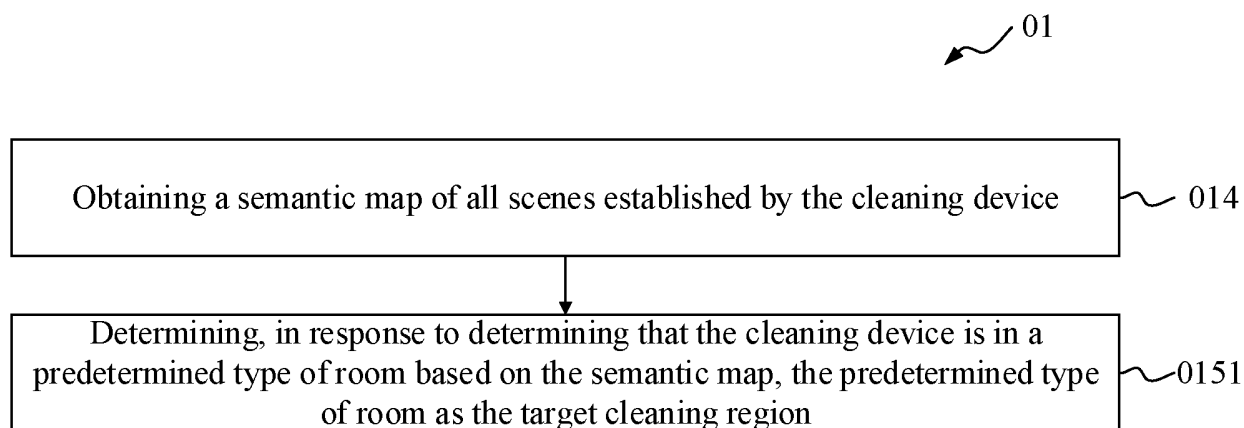 01
Obtaining a semantic map of all scenes established by the cleaning device
014
Determining, in response to determining that the cleaning device is in a
predetermined type of room based on the semantic map, the predetermined type
of room as the target cleaning region
0151